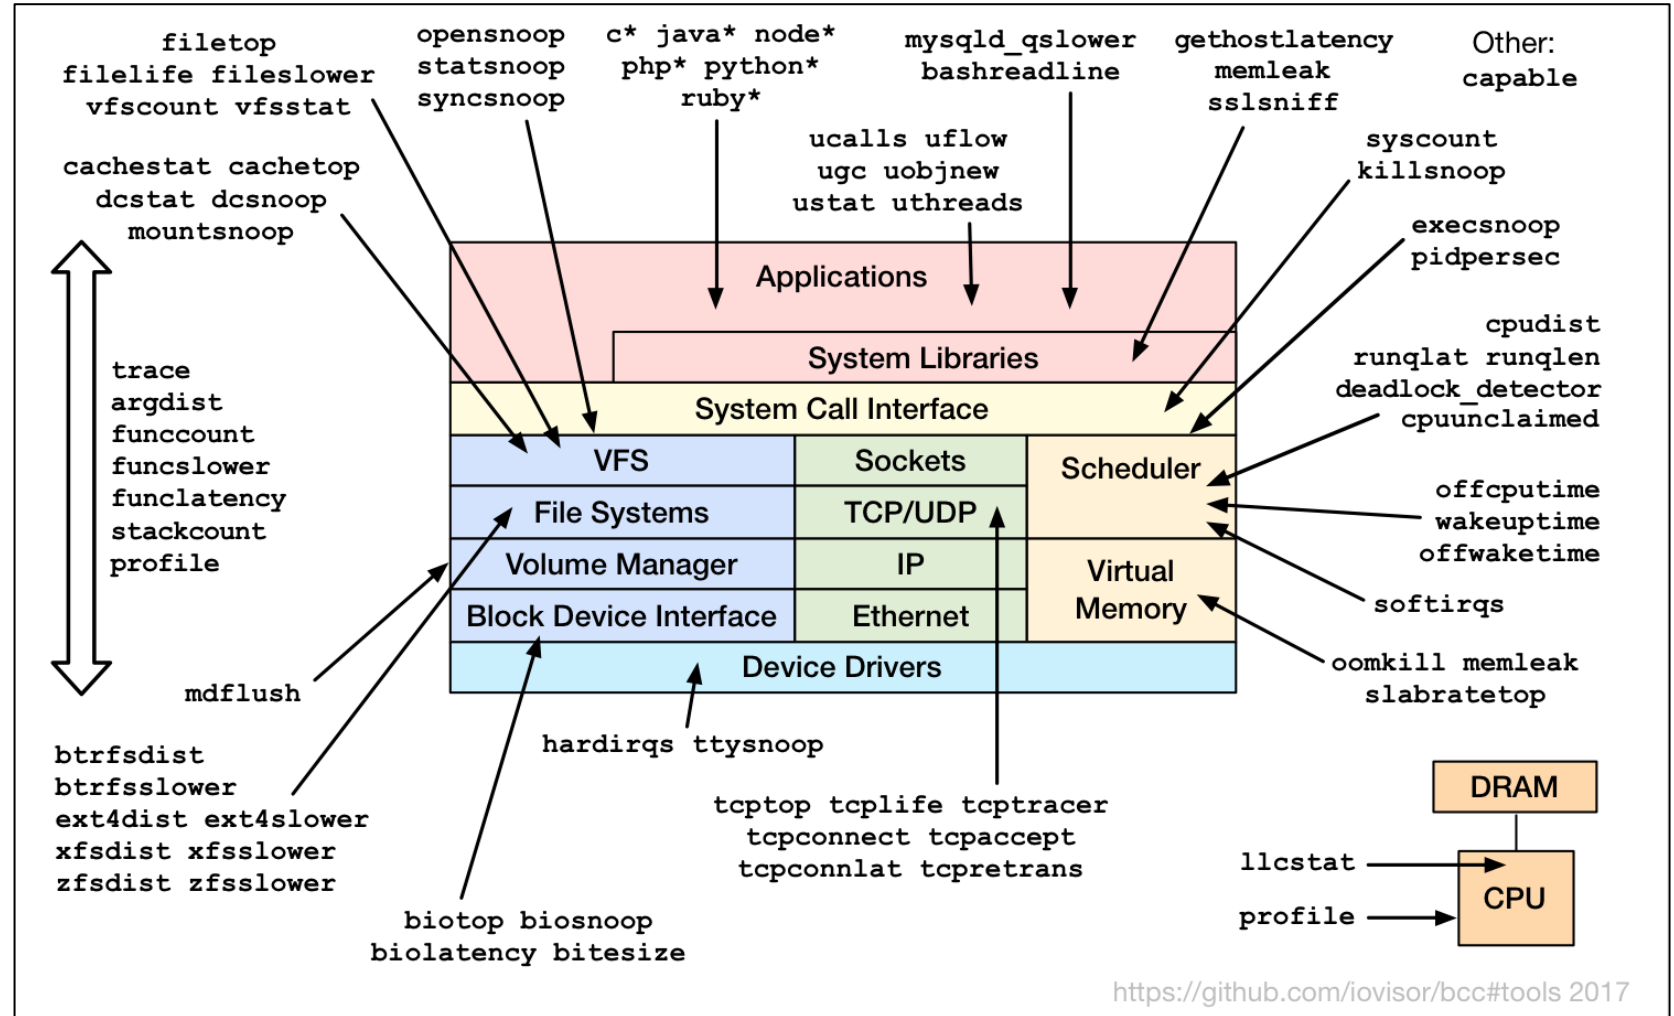 filetop
filelife fileslower
vfscount vfsstat
opensnoop
statsnoop
syncsnoop
c* java* node*
php* python*
ruby*
mysqld_qslower
bashreadline
gethostlatency
memleak
sslsniff
Other:
capable
ucalls uflow
ugc uobjnew
ustat uthreads
syscount
killsnoop
cachestat cachetop
dcstat dcsnoop
mountsnoop
execsnoop
pidpersec
trace
argdist
funccount
funcslower
funclatency
stackcount
profile
Applications
System Libraries
System Call Interface
VFS
Sockets
Scheduler
File Systems
TCP/UDP
Volume Manager
IP
Virtual
Memory
Block Device Interface
Ethernet
Device Drivers
cpudist
runqlat runqlen
deadlock_detector
cpuunclaimed
offcputime
wakeuptime
offwaketime
softirqs
oomkill memleak
slabratetop
mdflush
hardirqs ttysnoop
btrfsdist
btrfsslower
ext4dist ext4slower
xfsdist xfsslower
zfsdist zfsslower
tcptop tcplife tcptracer
tcpconnect tcpaccept
tcpconnlat tcpretrans
biotop biosnoop
biolatency bitesize
DRAM
llcstat
CPU
profile
https://github.com/iovisor/bcc#tools 2017